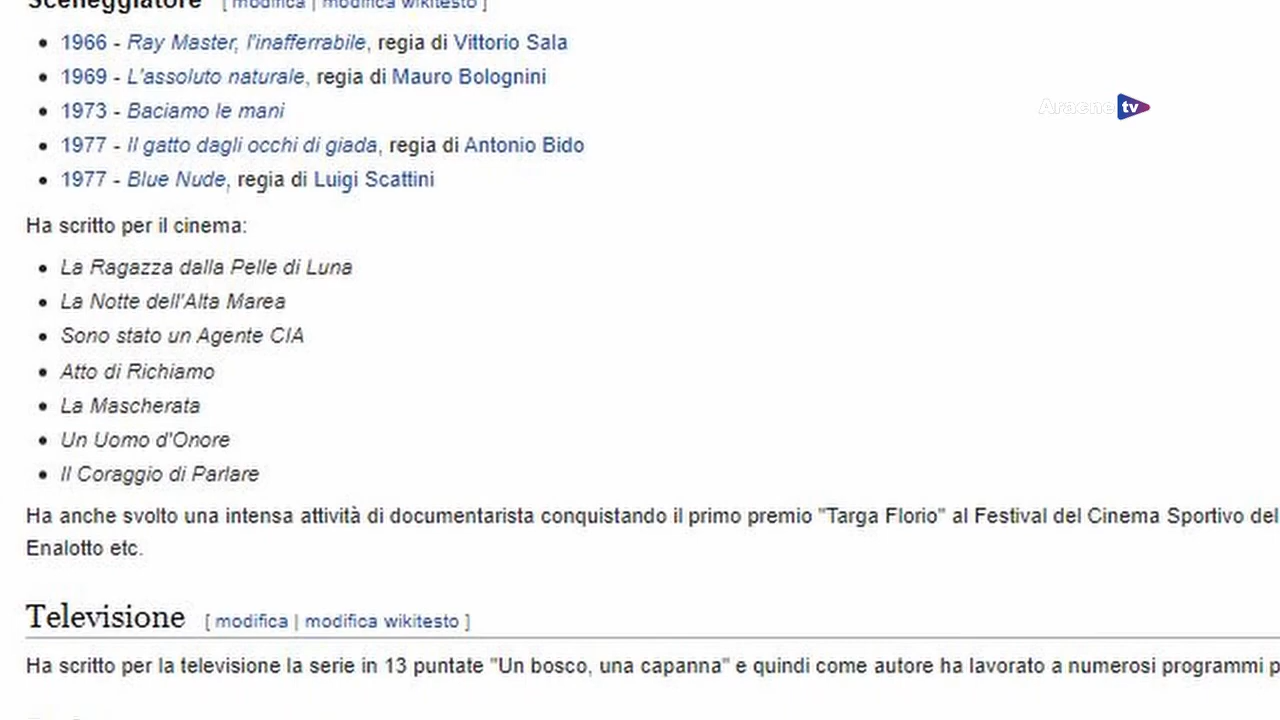 Sceneggiatore [ modifica | modifica wikitesto ]
1966 - Ray Master, l'inafferrabile, regia di Vittorio Sala
Aracne tv
1969 - L'assoluto naturale, regia di Mauro Bolognini
1973 - Baciamo le mani
1977 - Il gatto dagli occhi di giada, regia di Antonio Bido
1977 - Blue Nude, regia di Luigi Scattini
Ha scritto per il cinema:
La Ragazza dalla Pelle di Luna
La Notte dell'Alta Marea
Sono stato un Agente CIA
Atto di Richiamo
La Mascherata
Un Uomo d'Onore
Il Coraggio di Parlare
Ha anche svolto una intensa attività di documentarista conquistando il primo premio "Targa Florio" al Festival del Cinema Sportivo del
Enalotto etc.
Televisione [ modifica | modifica wikitesto ]
Ha scritto per la televisione la serie in 13 puntate "Un bosco, una capanna" e quindi come autore ha lavorato a numerosi programmi p